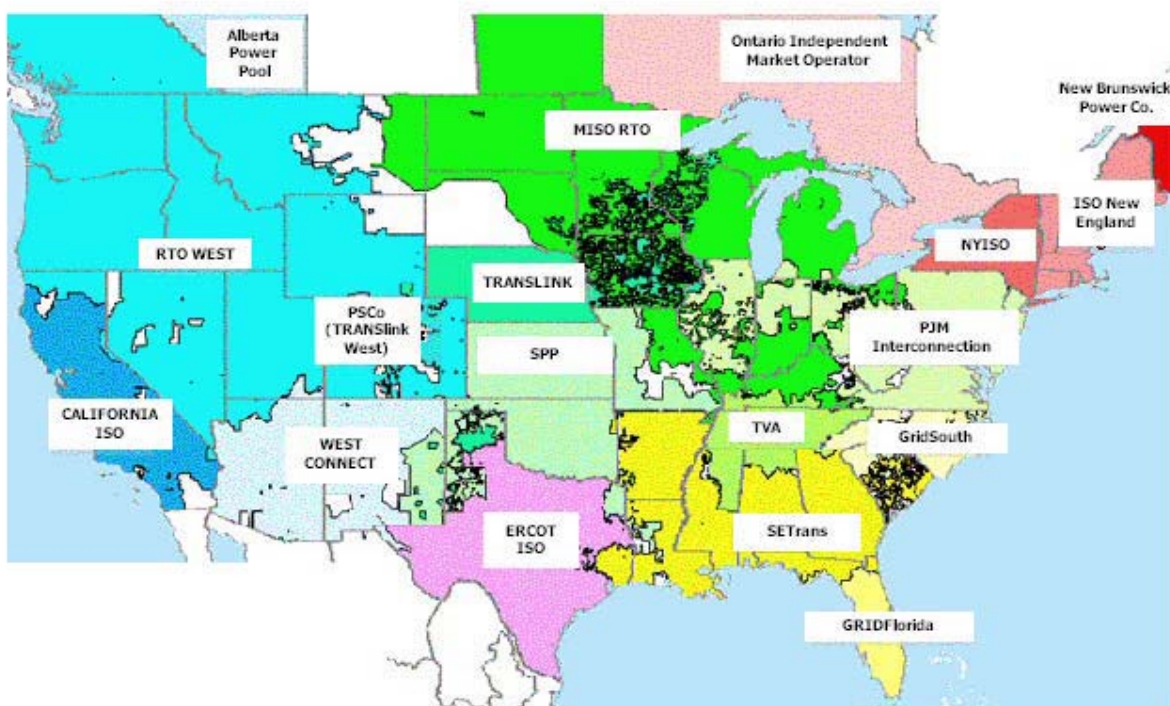 Alberta
Power
Pool
Ontario Independent
Market Operator
New Brunswick
Power Co.
MISO RTO
ISO New
England
NYISO
RTO WEST
TRANSLINK
PSCo
(TRANSlink
West)
PJM
Interconnection
SPP
CALIFORNIA
ISO
WEST
CONNECT
TVA
GridSouth
ERCOT
ISO
SETrans
GRIDFlorida